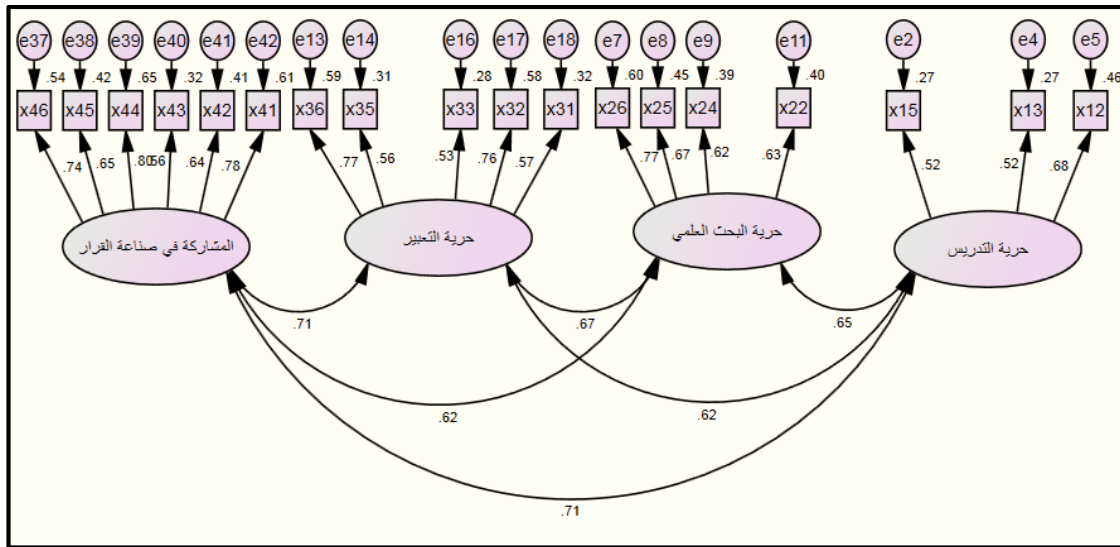 e37 e38 e39 e40 e41 e42 e13 e14 e16 e17 e18 e7 e8 e9 e11 e2 e4 e5
.54 .42 .65 .32 .41 .61 .59 .31 .28 .58 .32 .60 .45 .39 .40 .27 .27 .46
x46 x45 x44 x43 x42 x41 x36 x35 x33 x32 x31 x26 x25 x24 x22 x15 x13 x12
.74 .65 .80 .56 .64 .78 .77 .56 .53 .76 .57 .77 .67 .62 .63 .52 .52 .68
المشاركة في صناعة القرار
حرية التعبير
حرية البحث العلمي
حرية التدريس
.71 .67 .65
.62 .62
.71